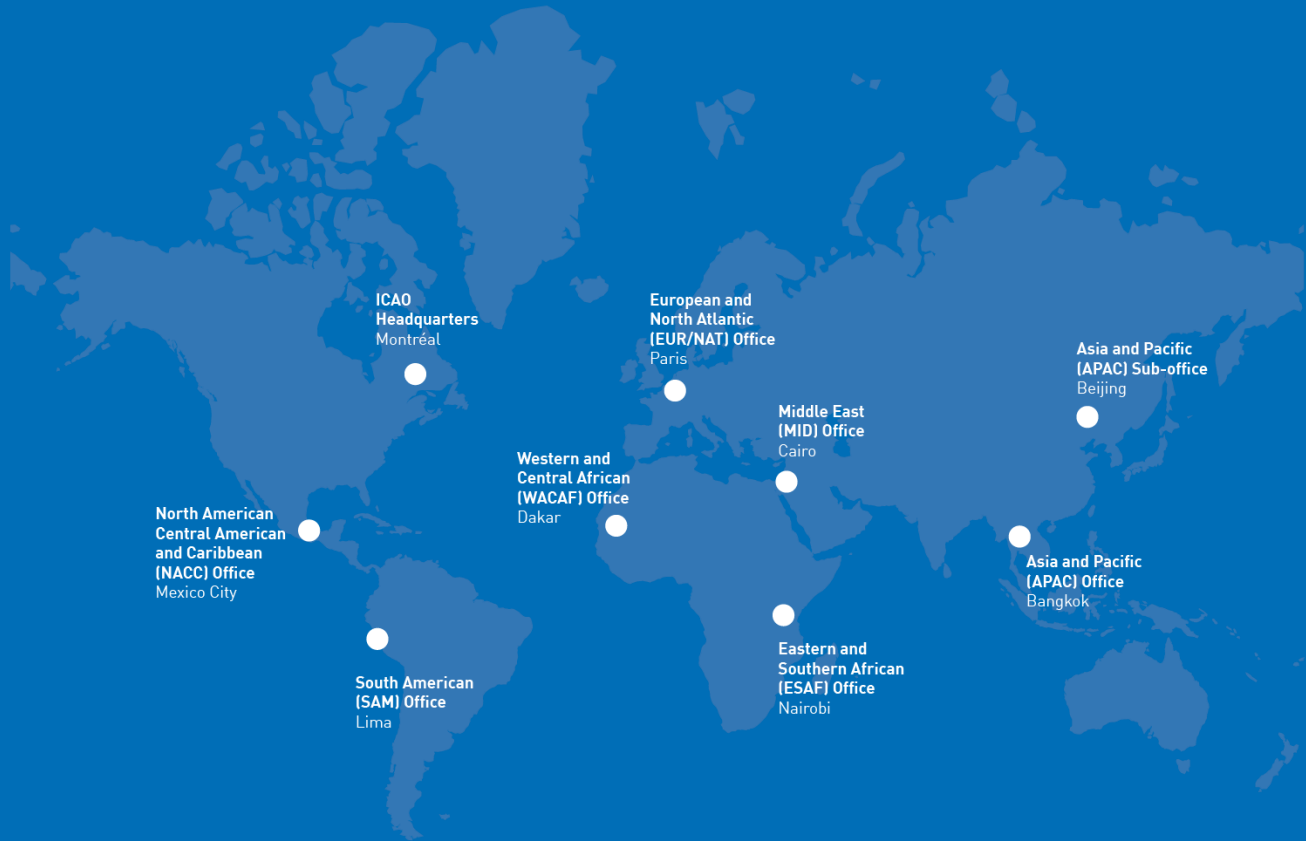 ICAO
Headquarters
Montréal
European and
North Atlantic
(EUR/NAT) Office
Paris
Asia and Pacific
(APAC) Sub-office
Beijing
Middle East
(MID) Office
Cairo
Western and
Central African
(WACAF) Office
Dakar
North American
Central American
and Caribbean
(NACC) Office
Mexico City
Asia and Pacific
(APAC) Office
Bangkok
Eastern and
Southern African
(ESAF) Office
Nairobi
South American
(SAM) Office
Lima